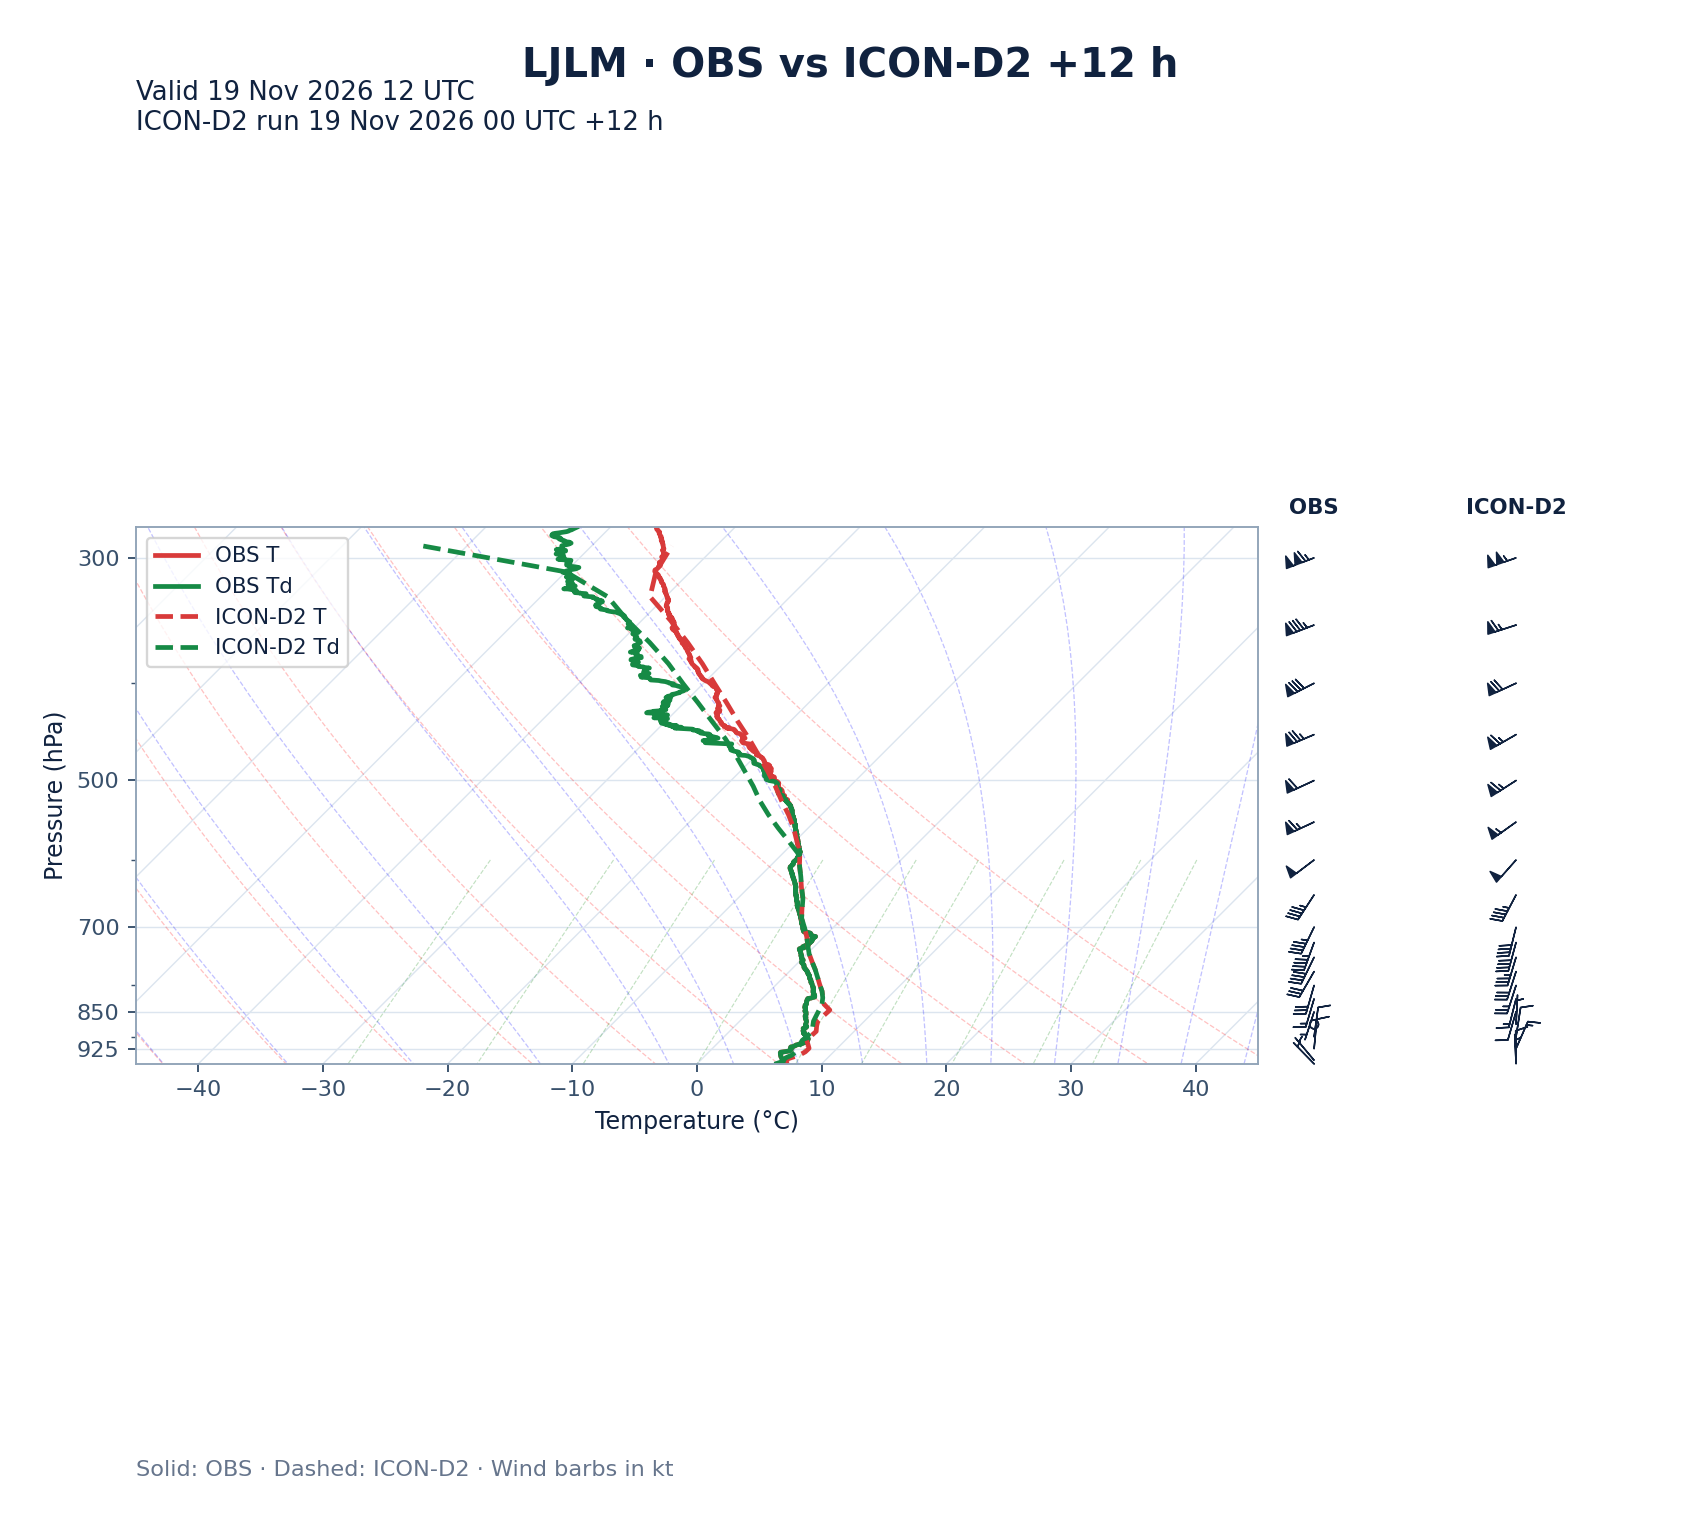 LJLM · OBS vs ICON-D2 +12 h
Valid 19 Nov 2026 12 UTC
ICON-D2 run 19 Nov 2026 00 UTC +12 h
OBS
ICON-D2
OBS T
OBS Td
ICON-D2 T
ICON-D2 Td
300
500
700
850
925
Pressure (hPa)
−40
−30
−20
−10
0
10
20
30
40
Temperature (°C)
Solid: OBS · Dashed: ICON-D2 · Wind barbs in kt